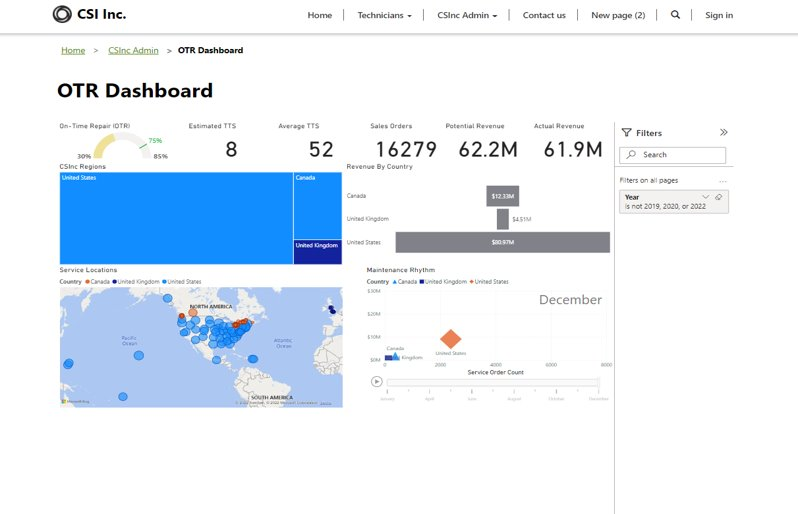 CSI Inc.
Home
Technicians
CSInc Admin
Contact us
New page (2)
Sign in
Home > CSInc Admin > OTR Dashboard
OTR Dashboard
On-Time Repair (OTR)
75%
30%
85%
Estimated TTS
8
Average TTS
52
Sales Orders
16279
Potential Revenue
62.2M
Actual Revenue
61.9M
Filters
Search
Filters on all pages
...
Year
is not 2019, 2020, or 2022
CSInc Regions
United States
Canada
United Kingdom
Revenue By Country
Canada
$12.33M
United Kingdom
$4.51M
United States
$80.97M
Service Locations
Country Canada United Kingdom United States
NORTH AMERICA
Pacific
Ocean
Atlantic
Ocean
SOUTH AMERICA
Maintenance Rhythm
Country Canada United Kingdom United States
$30M
$20M
$10M
$0M
December
Canada
Kingdom
United States
0
2000
4000
6000
8000
Service Order Count
January
April
June
August
October
December